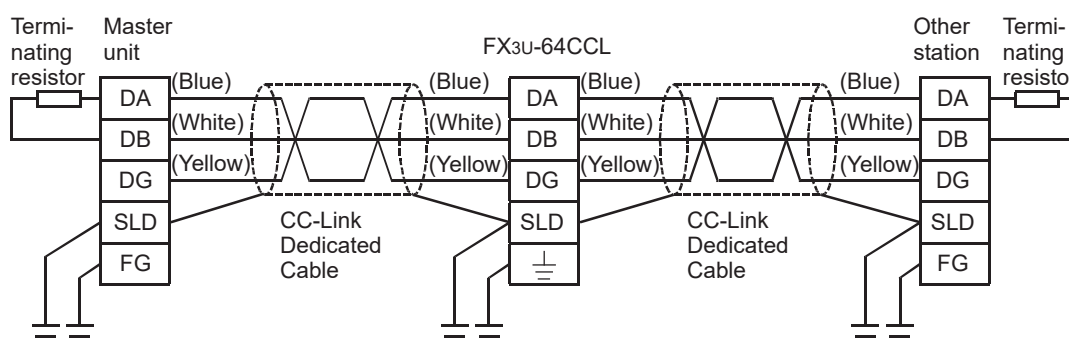 Termi-
nating
resistor
Master
unit
FX3U-64CCL
Other
station
Termi-
nating
resisto
(Blue)
(Blue)
(Blue)
(Blue)
DA
DA
DA
(White)
(White)
(White)
(White)
DB
DB
DB
(Yellow)
(Yellow)
(Yellow)
(Yellow)
DG
DG
DG
SLD
SLD
SLD
FG
FG
CC-Link
Dedicated
Cable
CC-Link
Dedicated
Cable